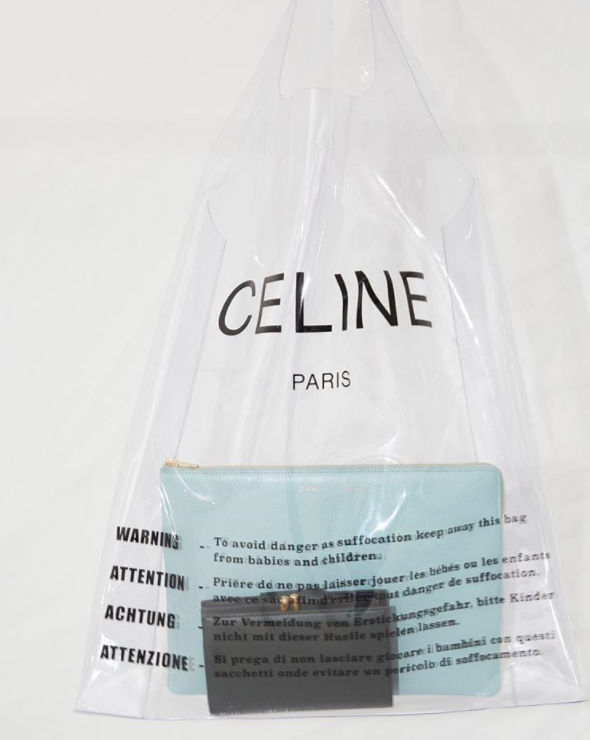 CELINE
PARIS
WARNING - To avoid danger as suffocation keep away this bag
from babies and children.
ATTENTION - Prière de ne pas laisser jouer les bébés ou les enfants
avec ce sac afin d'eviter tout danger de suffocation.
ACHTUNG - Zur Vermeidung von Erstickungsgefahr, bitte Kinder
nicht mit dieser Huelle spielen lassen.
ATTENZIONE - Si prega di non lasciare giocare i bambini con questi
sacchetti onde evitare un pericolo di soffocamento.